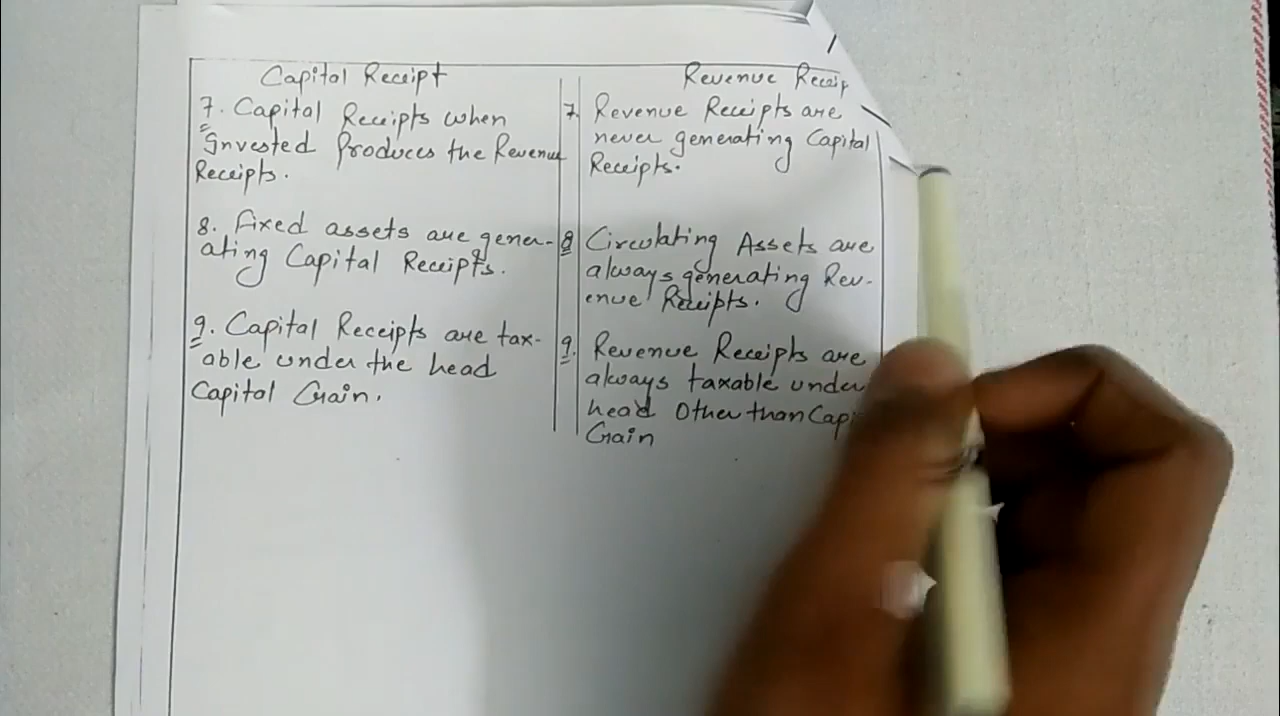 Capital Receipt
7. Capital Receipts when
Invested Produces the Revenue
Receipts.
8. Fixed assets are gener-
ating Capital Receipts.
9. Capital Receipts are tax-
able under the head
Capital Gain.
Revenue Receip
7. Revenue Receipts are
never generating Capital
Receipts.
8 Circulating Assets are
always generating Rev-
enue Receipts.
9. Revenue Receipts are
always taxable under
head Other than Cap
Gain